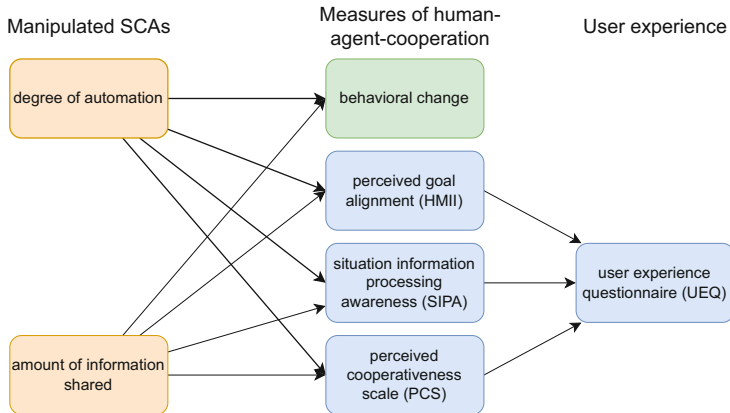 Manipulated SCAs
Measures of human-
agent-cooperation
User experience
degree of automation
behavioral change
perceived goal
alignment (HMII)
situation information
processing
awareness (SIPA)
user experience
questionnaire (UEQ)
amount of information
shared
perceived
cooperativeness
scale (PCS)